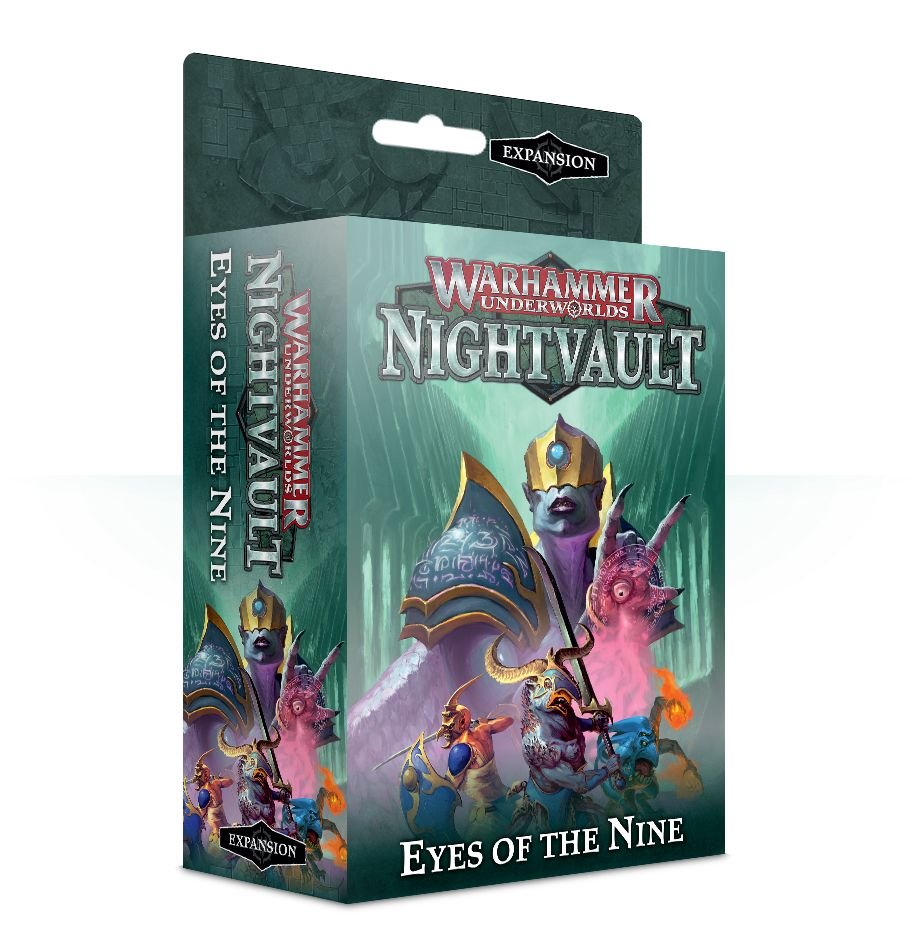 EXPANSION
WARHAMMER
UNDERWORLDS
NIGHTVAULT
EYES OF THE NINE
WARHAMMER
UNDERWORLDS
NIGHTVAULT
EYES OF THE NINE
EXPANSION